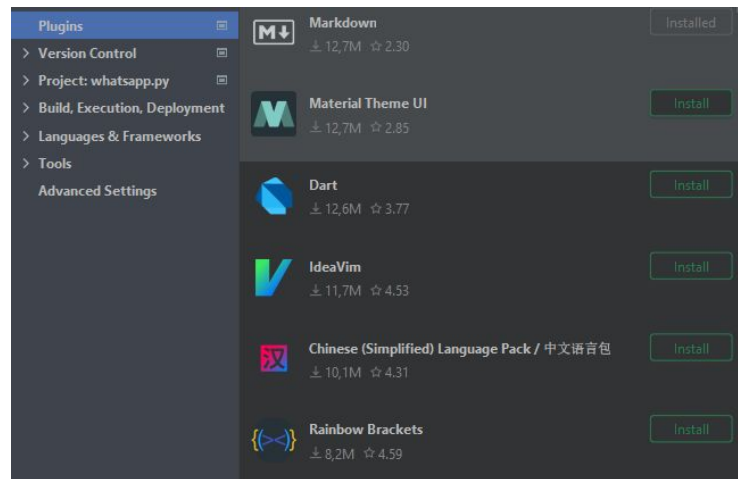 Plugins
Version Control
Project: whatsapp.py
Build, Execution, Deployment
Languages & Frameworks
Tools
Advanced Settings
M
Markdown
Installed
12,7M 2.30
M
Material Theme UI
Install
12,7M 2.85
Dart
Install
12,6M 3.77
IdeaVim
Install
11,7M 4.53
汉
Chinese (Simplified) Language Pack / 中文语言包
Install
10,1M 4.31
{(><)}
Rainbow Brackets
Install
8,2M 4.59